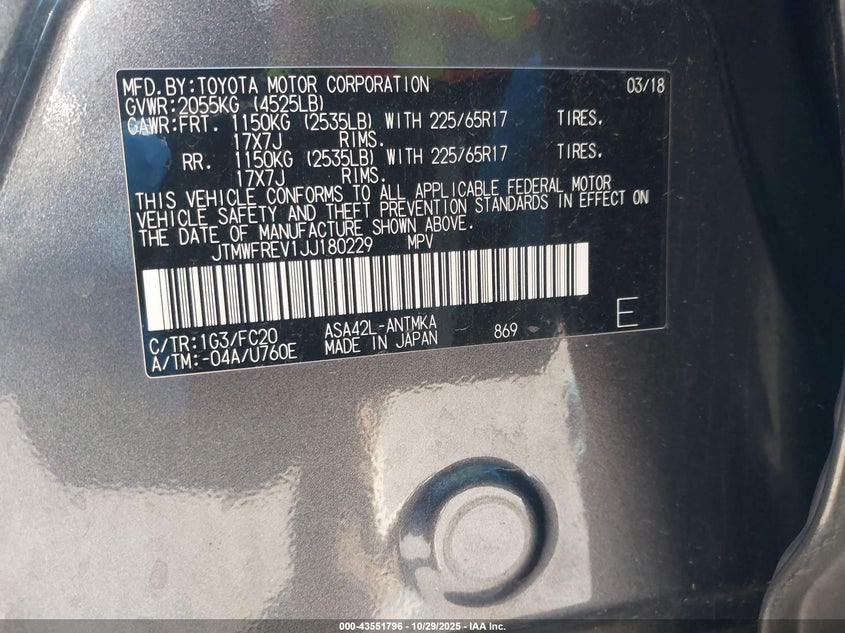 MFD.BY:TOYOTA MOTOR CORPORATION 03/18
GVWR:2055KG (4525LB)
GAWR:FRT. 1150KG (2535LB) WITH 225/65R17 TIRES.
17X7J RIMS.
RR. 1150KG (2535LB) WITH 225/65R17 TIRES.
17X7J RIMS.
THIS VEHICLE CONFORMS TO ALL APPLICABLE FEDERAL MOTOR
VEHICLE SAFETY AND THEFT PREVENTION STANDARDS IN EFFECT ON
THE DATE OF MANUFACTURE SHOWN ABOVE.
JTMWFREV1JJ180229 MPV
C/TR:1G3/FC20 ASA42L-ANTMKA 869 E
A/TM:-04A/U760E MADE IN JAPAN
000-43551796 - 10/29/2025 - IAA Inc.